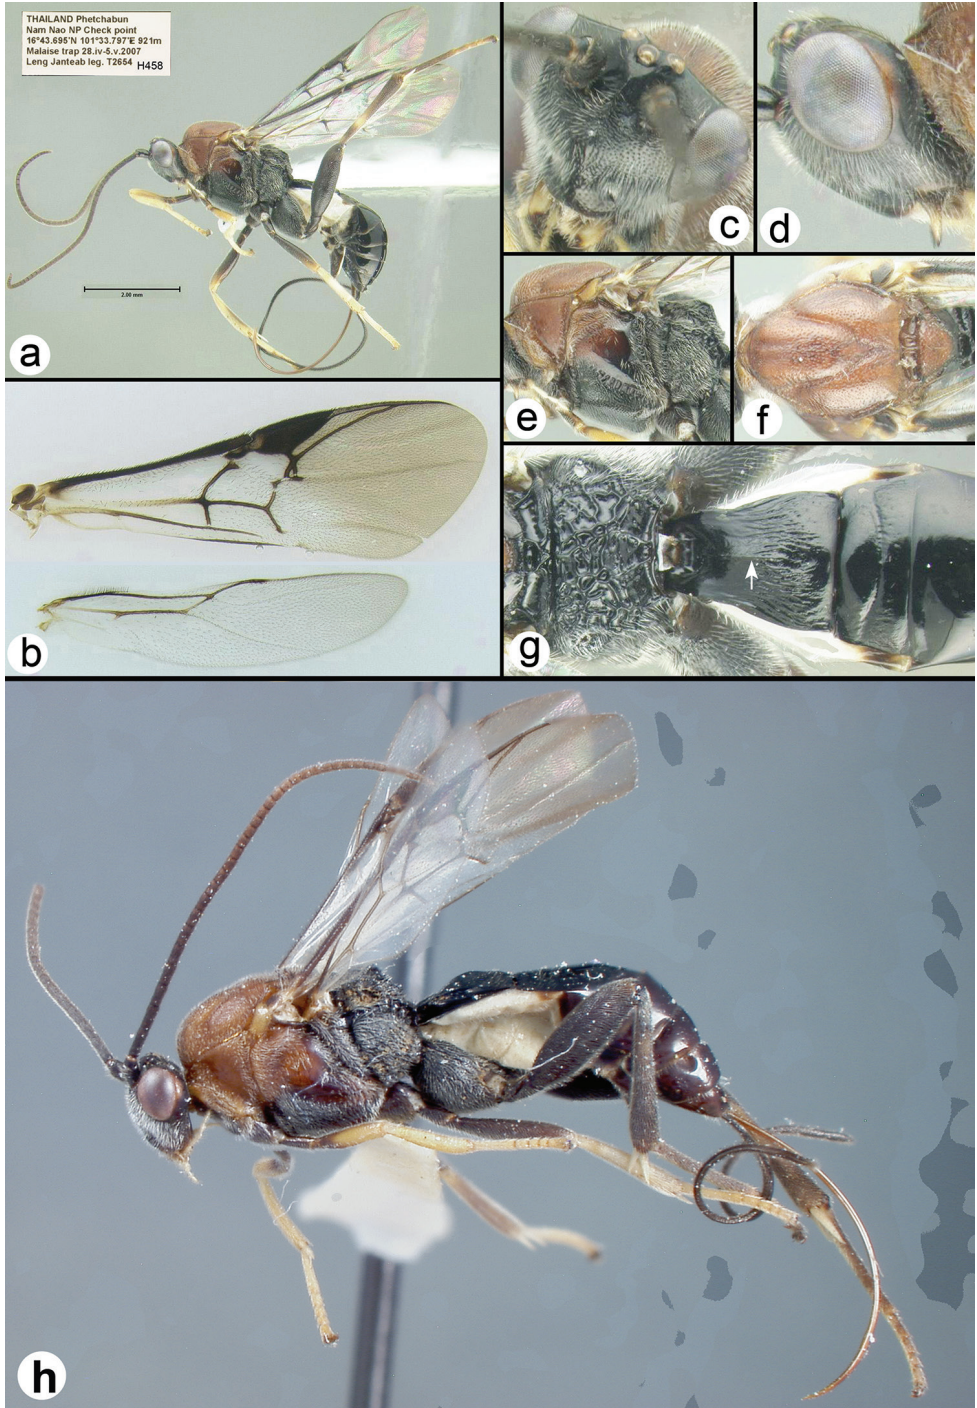 THAILAND Phetchabun
Nam Nao NP Check point
16°43.695'N 101°33.797'E 921m
Malaise trap 28.iv-5.v.2007
Leng Janteab leg. T2654 H458
2.00 mm
a
b
c
d
e
f
g
h